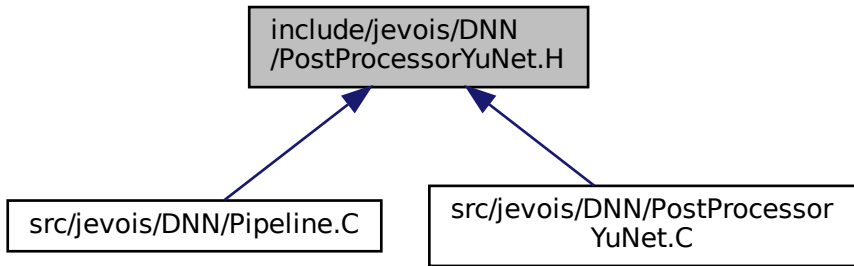 include/jevois/DNN
/PostProcessorYuNet.H
src/jevois/DNN/Pipeline.C
src/jevois/DNN/PostProcessor
YuNet.C